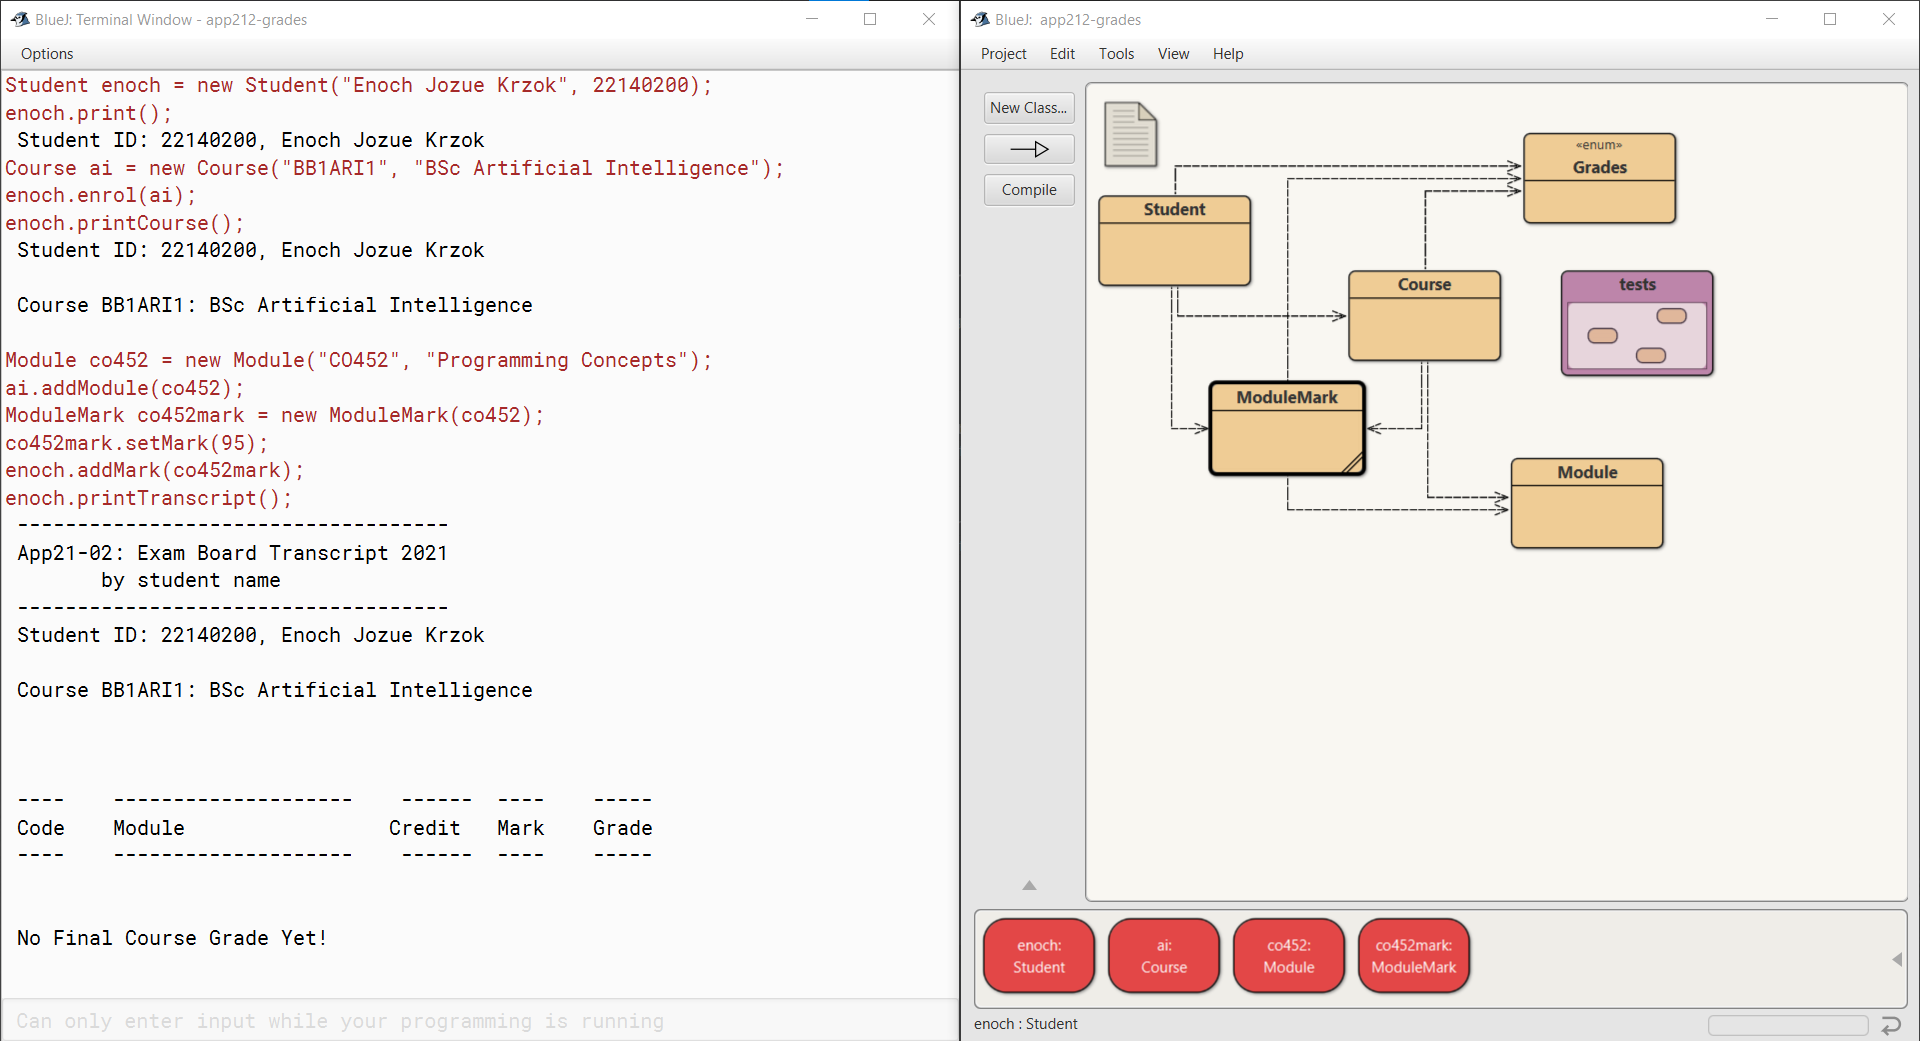 BlueJ: Terminal Window - app212-grades
Options
Student enoch = new Student("Enoch Jozue Krzok", 22140200);
enoch.print();
Student ID: 22140200, Enoch Jozue Krzok
Course ai = new Course("BB1ARI1", "BSc Artificial Intelligence");
enoch.enrol(ai);
enoch.printCourse();
Student ID: 22140200, Enoch Jozue Krzok
Course BB1ARI1: BSc Artificial Intelligence
Module co452 = new Module("CO452", "Programming Concepts");
ai.addModule(co452);
ModuleMark co452mark = new ModuleMark(co452);
co452mark.setMark(95);
enoch.addMark(co452mark);
enoch.printTranscript();
------------------------------------
App21-02: Exam Board Transcript 2021
by student name
------------------------------------
Student ID: 22140200, Enoch Jozue Krzok
Course BB1ARI1: BSc Artificial Intelligence
---- -------------------- ------ ---- -----
Code Module Credit Mark Grade
---- -------------------- ------ ---- -----
No Final Course Grade Yet!
Can only enter input while your programming is running
BlueJ: app212-grades
Project Edit Tools View Help
New Class...
Compile
«enum»
Grades
Student
Course
tests
ModuleMark
Module
enoch:
Student
ai:
Course
co452:
Module
co452mark:
ModuleMark
enoch : Student